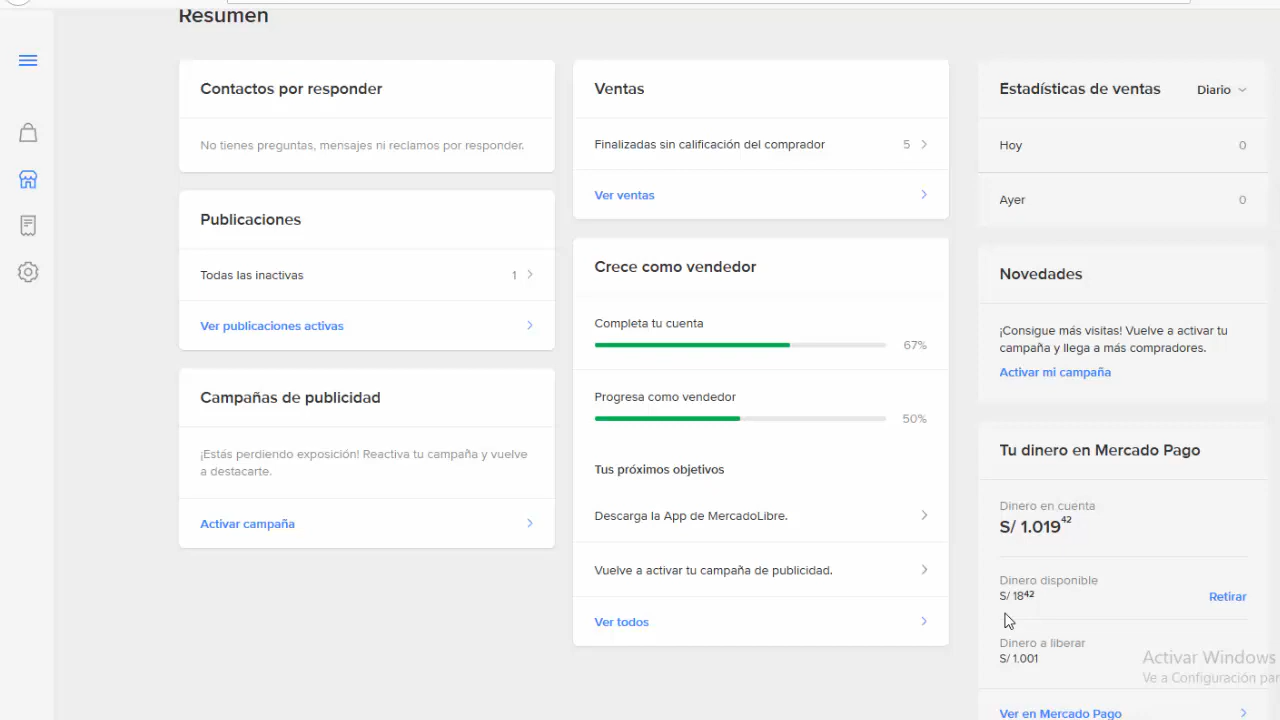 Resumen
Contactos por responder
No tienes preguntas, mensajes ni reclamos por responder.
Publicaciones
Todas las inactivas 1
Ver publicaciones activas
Campañas de publicidad
¡Estás perdiendo exposición! Reactiva tu campaña y vuelve
a destacarte.
Activar campaña
Ventas
Finalizadas sin calificación del comprador 5
Ver ventas
Crece como vendedor
Completa tu cuenta
67%
Progresa como vendedor
50%
Tus próximos objetivos
Descarga la App de MercadoLibre.
Vuelve a activar tu campaña de publicidad.
Ver todos
Estadísticas de ventas Diario
Hoy 0
Ayer 0
Novedades
¡Consigue más visitas! Vuelve a activar tu
campaña y llega a más compradores.
Activar mi campaña
Tu dinero en Mercado Pago
Dinero en cuenta
S/ 1.019 42
Dinero disponible
S/ 18 42 Retirar
Dinero a liberar
S/ 1.001
Activar Windows
Ve a Configuración par
Ver en Mercado Pago